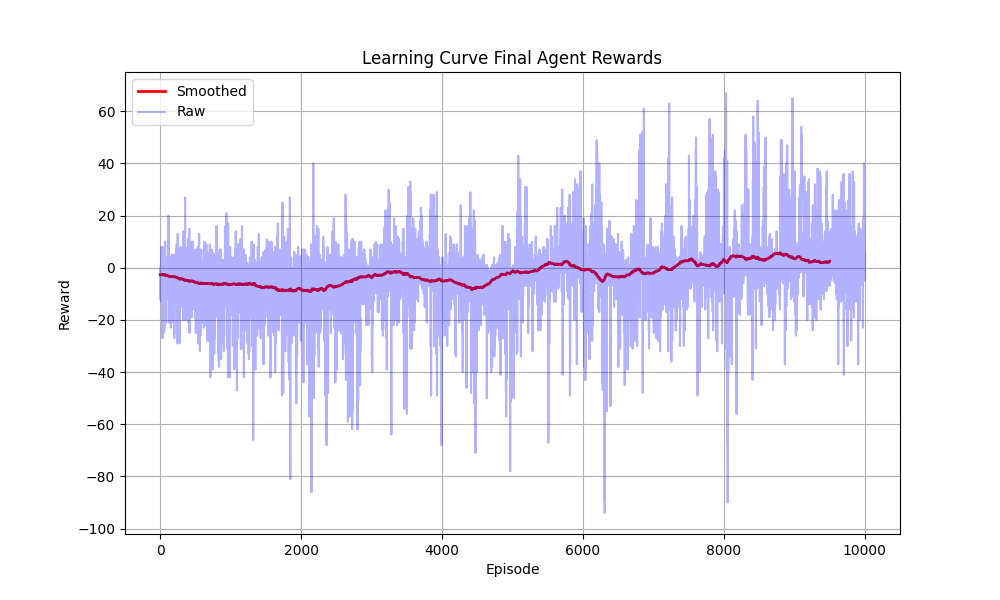 Learning Curve Final Agent Rewards
Smoothed
Raw
60
40
20
0
−20
−40
−60
−80
−100
Reward
0 2000 4000 6000 8000 10000
Episode